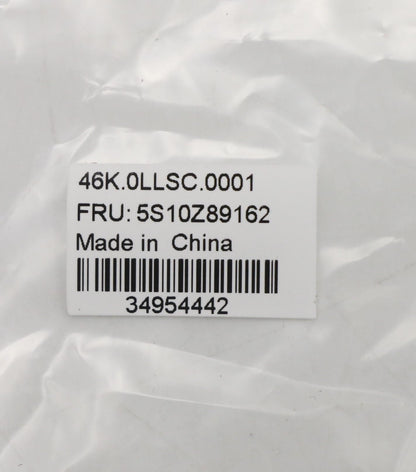 46K.0LLSC.0001
FRU: 5S10Z89162
Made in China
34954442